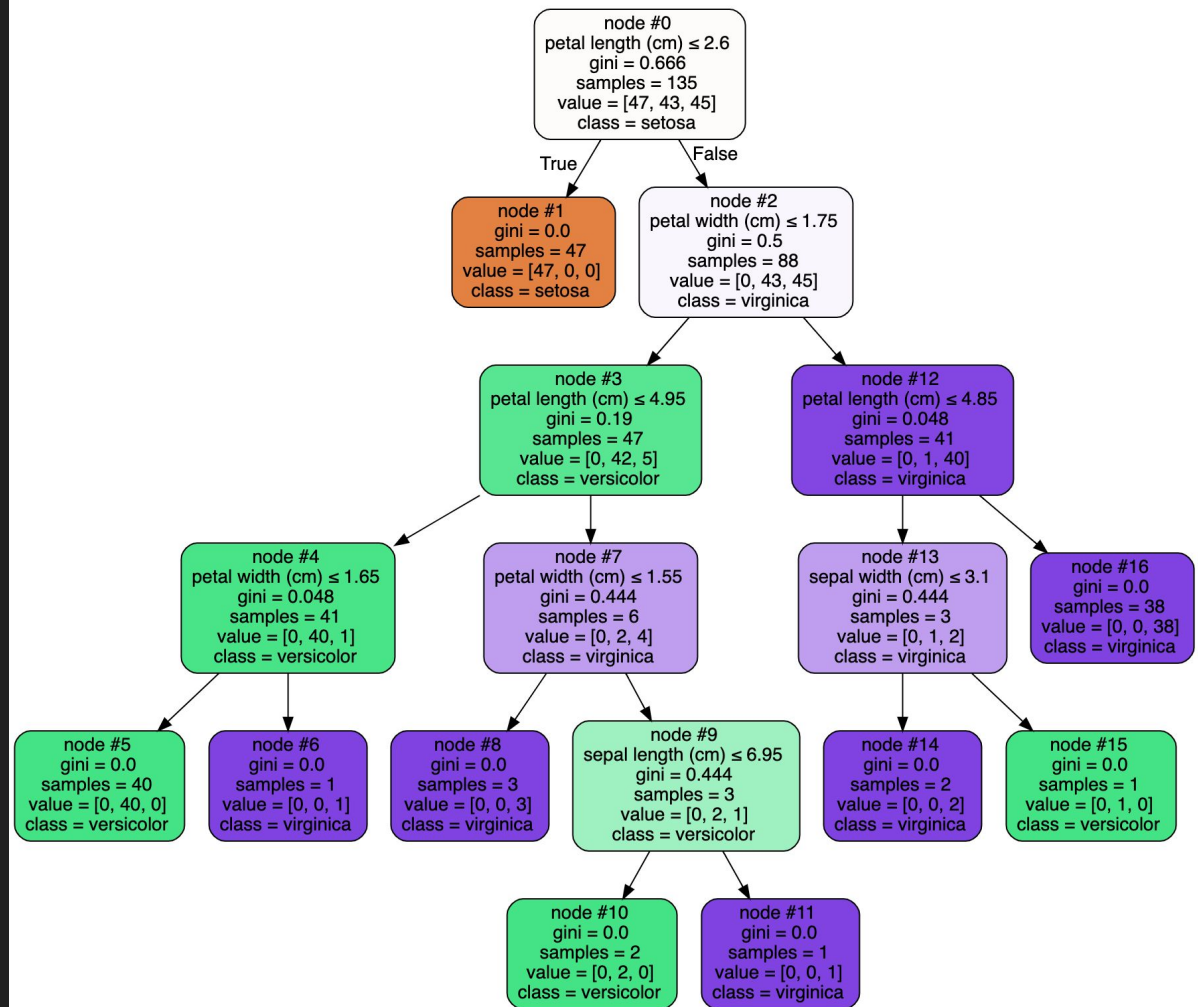 node #0
petal length (cm) ≤ 2.6
gini = 0.666
samples = 135
value = [47, 43, 45]
class = setosa
True
False
node #1
gini = 0.0
samples = 47
value = [47, 0, 0]
class = setosa
node #2
petal width (cm) ≤ 1.75
gini = 0.5
samples = 88
value = [0, 43, 45]
class = virginica
node #3
petal length (cm) ≤ 4.95
gini = 0.19
samples = 47
value = [0, 42, 5]
class = versicolor
node #12
petal length (cm) ≤ 4.85
gini = 0.048
samples = 41
value = [0, 1, 40]
class = virginica
node #4
petal width (cm) ≤ 1.65
gini = 0.048
samples = 41
value = [0, 40, 1]
class = versicolor
node #7
petal width (cm) ≤ 1.55
gini = 0.444
samples = 6
value = [0, 2, 4]
class = virginica
node #13
sepal width (cm) ≤ 3.1
gini = 0.444
samples = 3
value = [0, 1, 2]
class = virginica
node #16
gini = 0.0
samples = 38
value = [0, 0, 38]
class = virginica
node #5
gini = 0.0
samples = 40
value = [0, 40, 0]
class = versicolor
node #6
gini = 0.0
samples = 1
value = [0, 0, 1]
class = virginica
node #8
gini = 0.0
samples = 3
value = [0, 0, 3]
class = virginica
node #9
sepal length (cm) ≤ 6.95
gini = 0.444
samples = 3
value = [0, 2, 1]
class = versicolor
node #14
gini = 0.0
samples = 2
value = [0, 0, 2]
class = virginica
node #15
gini = 0.0
samples = 1
value = [0, 1, 0]
class = versicolor
node #10
gini = 0.0
samples = 2
value = [0, 2, 0]
class = versicolor
node #11
gini = 0.0
samples = 1
value = [0, 0, 1]
class = virginica